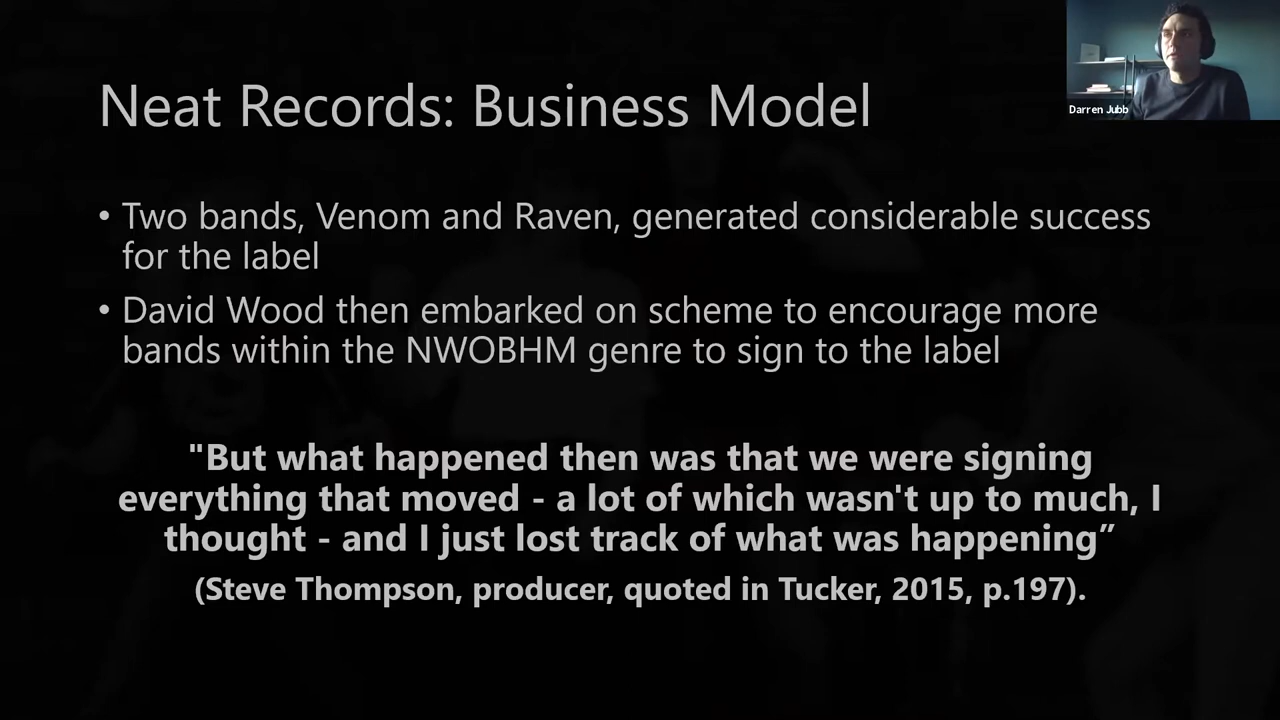 Neat Records: Business Model
Darren Jubb
• Two bands, Venom and Raven, generated considerable success
for the label
• David Wood then embarked on scheme to encourage more
bands within the NWOBHM genre to sign to the label
"But what happened then was that we were signing
everything that moved - a lot of which wasn't up to much, I
thought - and I just lost track of what was happening”
(Steve Thompson, producer, quoted in Tucker, 2015, p.197).